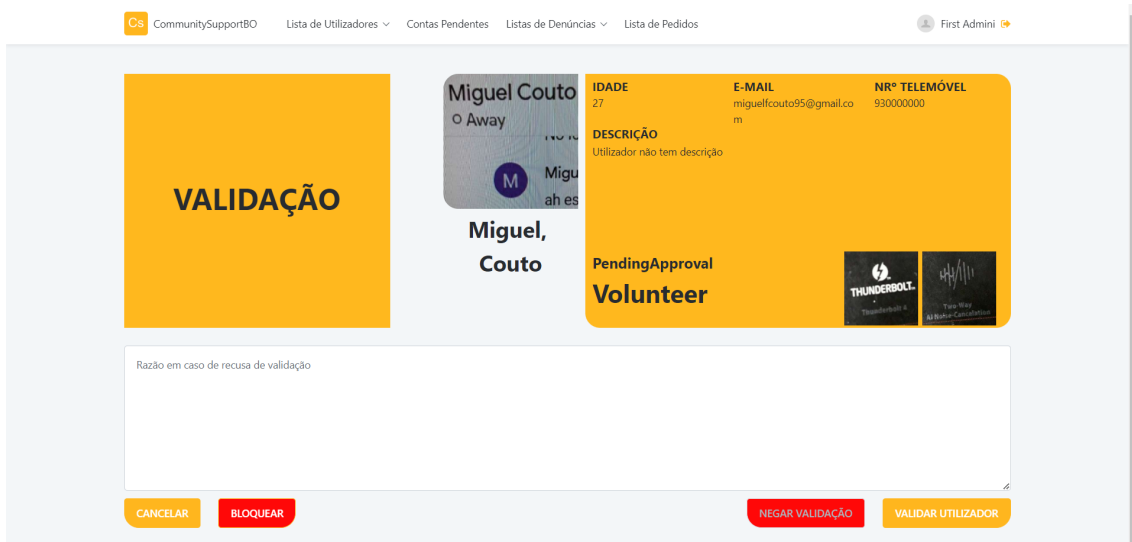 Cs CommunitySupportBO Lista de Utilizadores Contas Pendentes Listas de Denúncias Lista de Pedidos First Admini
VALIDAÇÃO
Miguel Couto
Away
M Migu
ah es
Miguel,
Couto
IDADE
27
E-MAIL
miguelfcouto95@gmail.co
m
NRº TELEMÓVEL
930000000
DESCRIÇÃO
Utilizador não tem descrição
PendingApproval
Volunteer
THUNDERBOLT
Thunderbolt 4
Two-Way
AI Noise-Cancelation
Razão em caso de recusa de validação
CANCELAR BLOQUEAR NEGAR VALIDAÇÃO VALIDAR UTILIZADOR